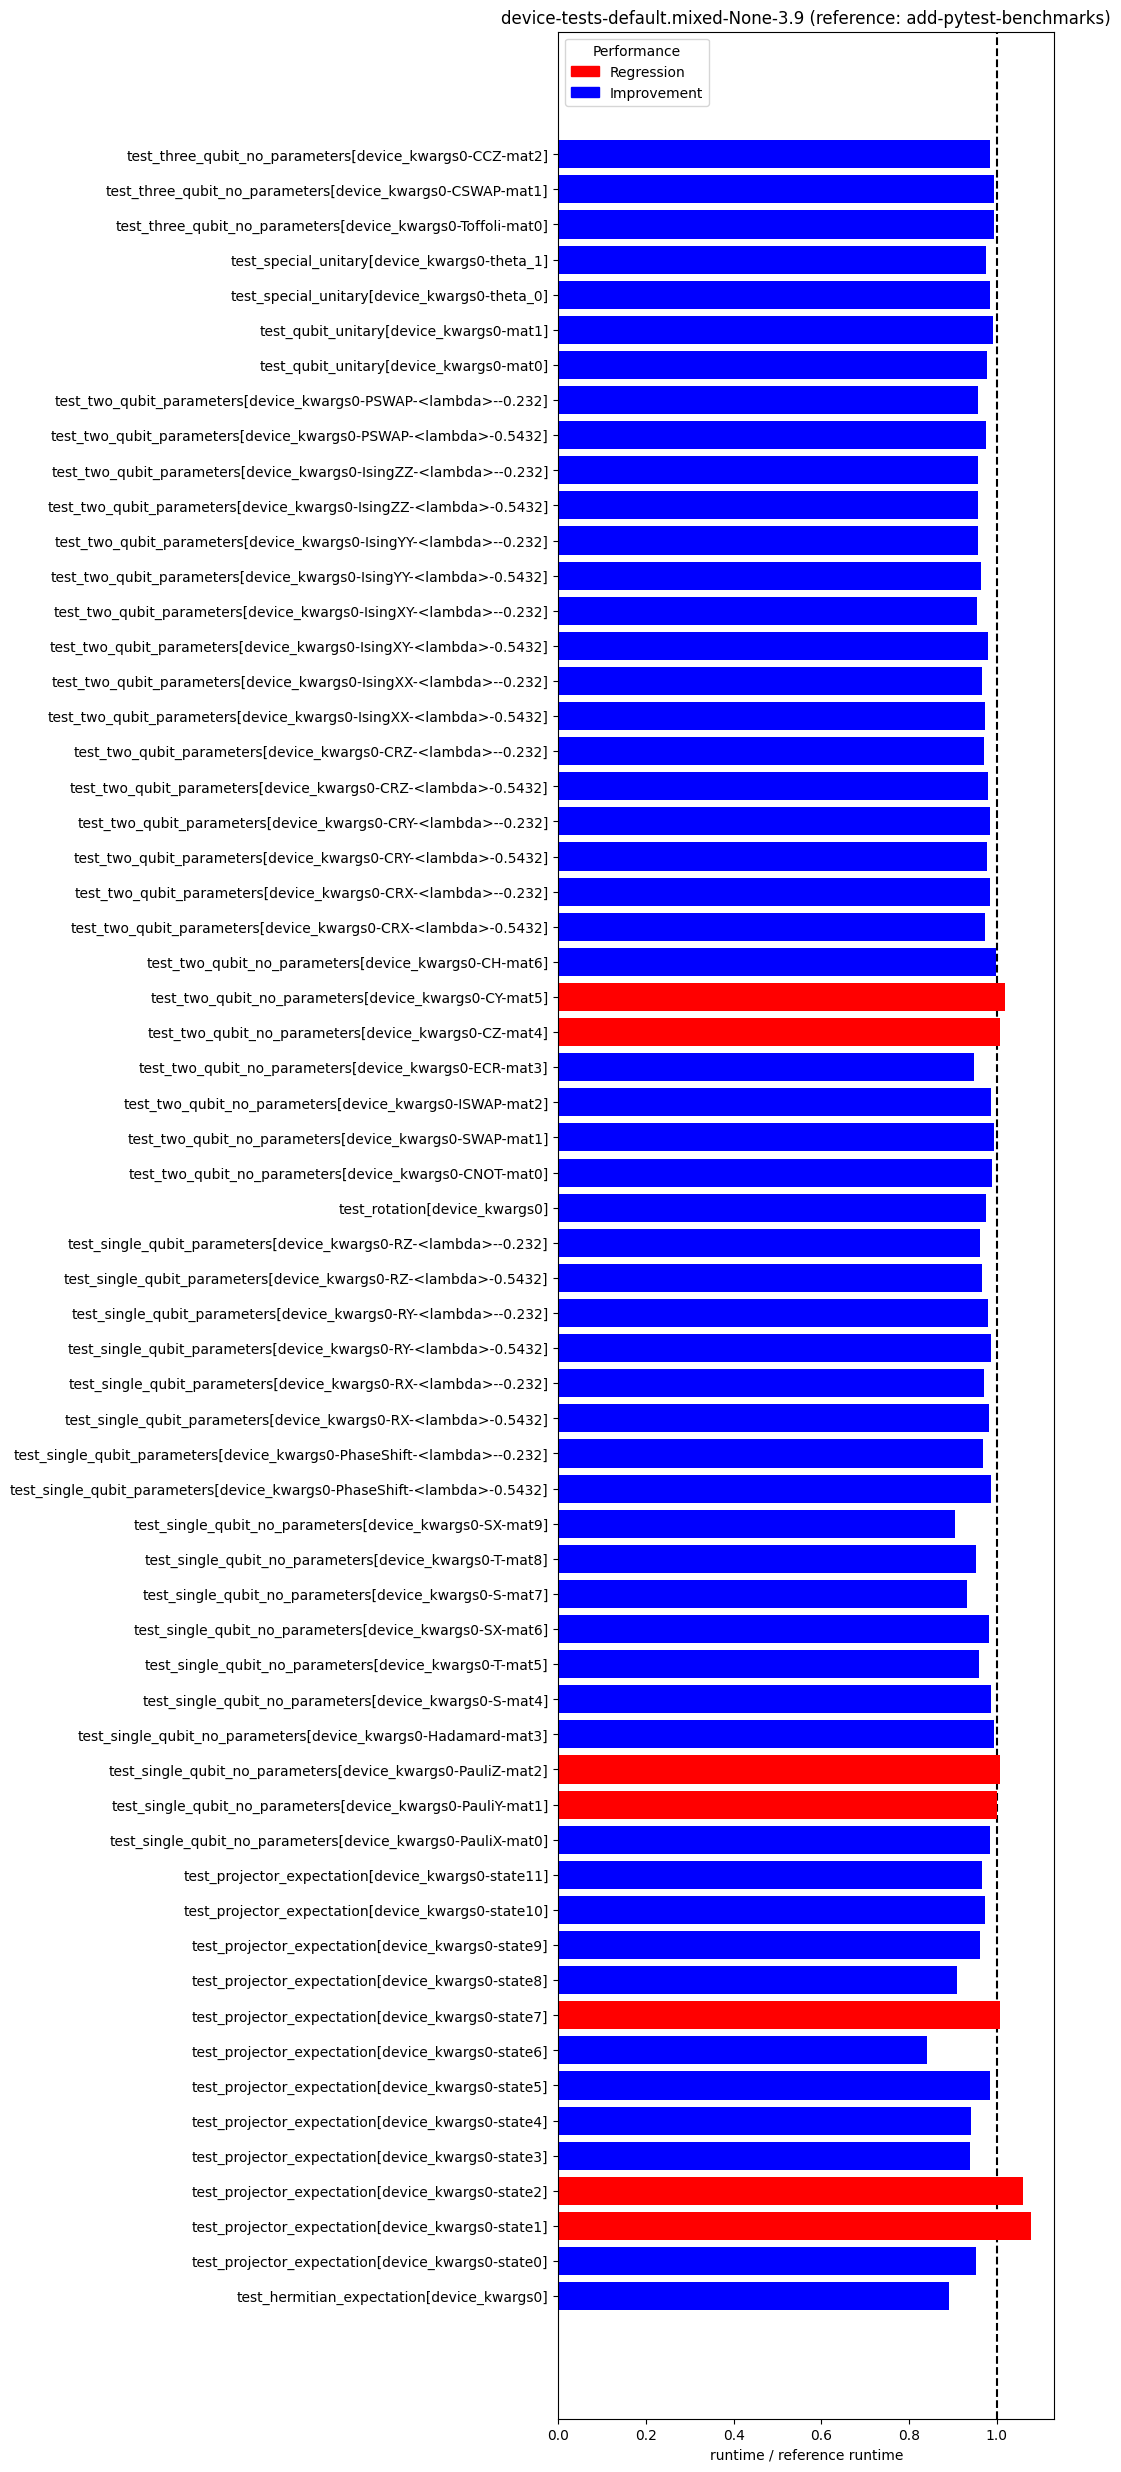 device-tests-default.mixed-None-3.9 (reference: add-pytest-benchmarks)
Performance
Regression
Improvement
test_three_qubit_no_parameters[device_kwargs0-CCZ-mat2]
test_three_qubit_no_parameters[device_kwargs0-CSWAP-mat1]
test_three_qubit_no_parameters[device_kwargs0-Toffoli-mat0]
test_special_unitary[device_kwargs0-theta_1]
test_special_unitary[device_kwargs0-theta_0]
test_qubit_unitary[device_kwargs0-mat1]
test_qubit_unitary[device_kwargs0-mat0]
test_two_qubit_parameters[device_kwargs0-PSWAP-<lambda>--0.232]
test_two_qubit_parameters[device_kwargs0-PSWAP-<lambda>-0.5432]
test_two_qubit_parameters[device_kwargs0-IsingZZ-<lambda>--0.232]
test_two_qubit_parameters[device_kwargs0-IsingZZ-<lambda>-0.5432]
test_two_qubit_parameters[device_kwargs0-IsingYY-<lambda>--0.232]
test_two_qubit_parameters[device_kwargs0-IsingYY-<lambda>-0.5432]
test_two_qubit_parameters[device_kwargs0-IsingXY-<lambda>--0.232]
test_two_qubit_parameters[device_kwargs0-IsingXY-<lambda>-0.5432]
test_two_qubit_parameters[device_kwargs0-IsingXX-<lambda>--0.232]
test_two_qubit_parameters[device_kwargs0-IsingXX-<lambda>-0.5432]
test_two_qubit_parameters[device_kwargs0-CRZ-<lambda>--0.232]
test_two_qubit_parameters[device_kwargs0-CRZ-<lambda>-0.5432]
test_two_qubit_parameters[device_kwargs0-CRY-<lambda>--0.232]
test_two_qubit_parameters[device_kwargs0-CRY-<lambda>-0.5432]
test_two_qubit_parameters[device_kwargs0-CRX-<lambda>--0.232]
test_two_qubit_parameters[device_kwargs0-CRX-<lambda>-0.5432]
test_two_qubit_no_parameters[device_kwargs0-CH-mat6]
test_two_qubit_no_parameters[device_kwargs0-CY-mat5]
test_two_qubit_no_parameters[device_kwargs0-CZ-mat4]
test_two_qubit_no_parameters[device_kwargs0-ECR-mat3]
test_two_qubit_no_parameters[device_kwargs0-ISWAP-mat2]
test_two_qubit_no_parameters[device_kwargs0-SWAP-mat1]
test_two_qubit_no_parameters[device_kwargs0-CNOT-mat0]
test_rotation[device_kwargs0]
test_single_qubit_parameters[device_kwargs0-RZ-<lambda>--0.232]
test_single_qubit_parameters[device_kwargs0-RZ-<lambda>-0.5432]
test_single_qubit_parameters[device_kwargs0-RY-<lambda>--0.232]
test_single_qubit_parameters[device_kwargs0-RY-<lambda>-0.5432]
test_single_qubit_parameters[device_kwargs0-RX-<lambda>--0.232]
test_single_qubit_parameters[device_kwargs0-RX-<lambda>-0.5432]
test_single_qubit_parameters[device_kwargs0-PhaseShift-<lambda>--0.232]
test_single_qubit_parameters[device_kwargs0-PhaseShift-<lambda>-0.5432]
test_single_qubit_no_parameters[device_kwargs0-SX-mat9]
test_single_qubit_no_parameters[device_kwargs0-T-mat8]
test_single_qubit_no_parameters[device_kwargs0-S-mat7]
test_single_qubit_no_parameters[device_kwargs0-SX-mat6]
test_single_qubit_no_parameters[device_kwargs0-T-mat5]
test_single_qubit_no_parameters[device_kwargs0-S-mat4]
test_single_qubit_no_parameters[device_kwargs0-Hadamard-mat3]
test_single_qubit_no_parameters[device_kwargs0-PauliZ-mat2]
test_single_qubit_no_parameters[device_kwargs0-PauliY-mat1]
test_single_qubit_no_parameters[device_kwargs0-PauliX-mat0]
test_projector_expectation[device_kwargs0-state11]
test_projector_expectation[device_kwargs0-state10]
test_projector_expectation[device_kwargs0-state9]
test_projector_expectation[device_kwargs0-state8]
test_projector_expectation[device_kwargs0-state7]
test_projector_expectation[device_kwargs0-state6]
test_projector_expectation[device_kwargs0-state5]
test_projector_expectation[device_kwargs0-state4]
test_projector_expectation[device_kwargs0-state3]
test_projector_expectation[device_kwargs0-state2]
test_projector_expectation[device_kwargs0-state1]
test_projector_expectation[device_kwargs0-state0]
test_hermitian_expectation[device_kwargs0]
0.0 0.2 0.4 0.6 0.8 1.0
runtime / reference runtime